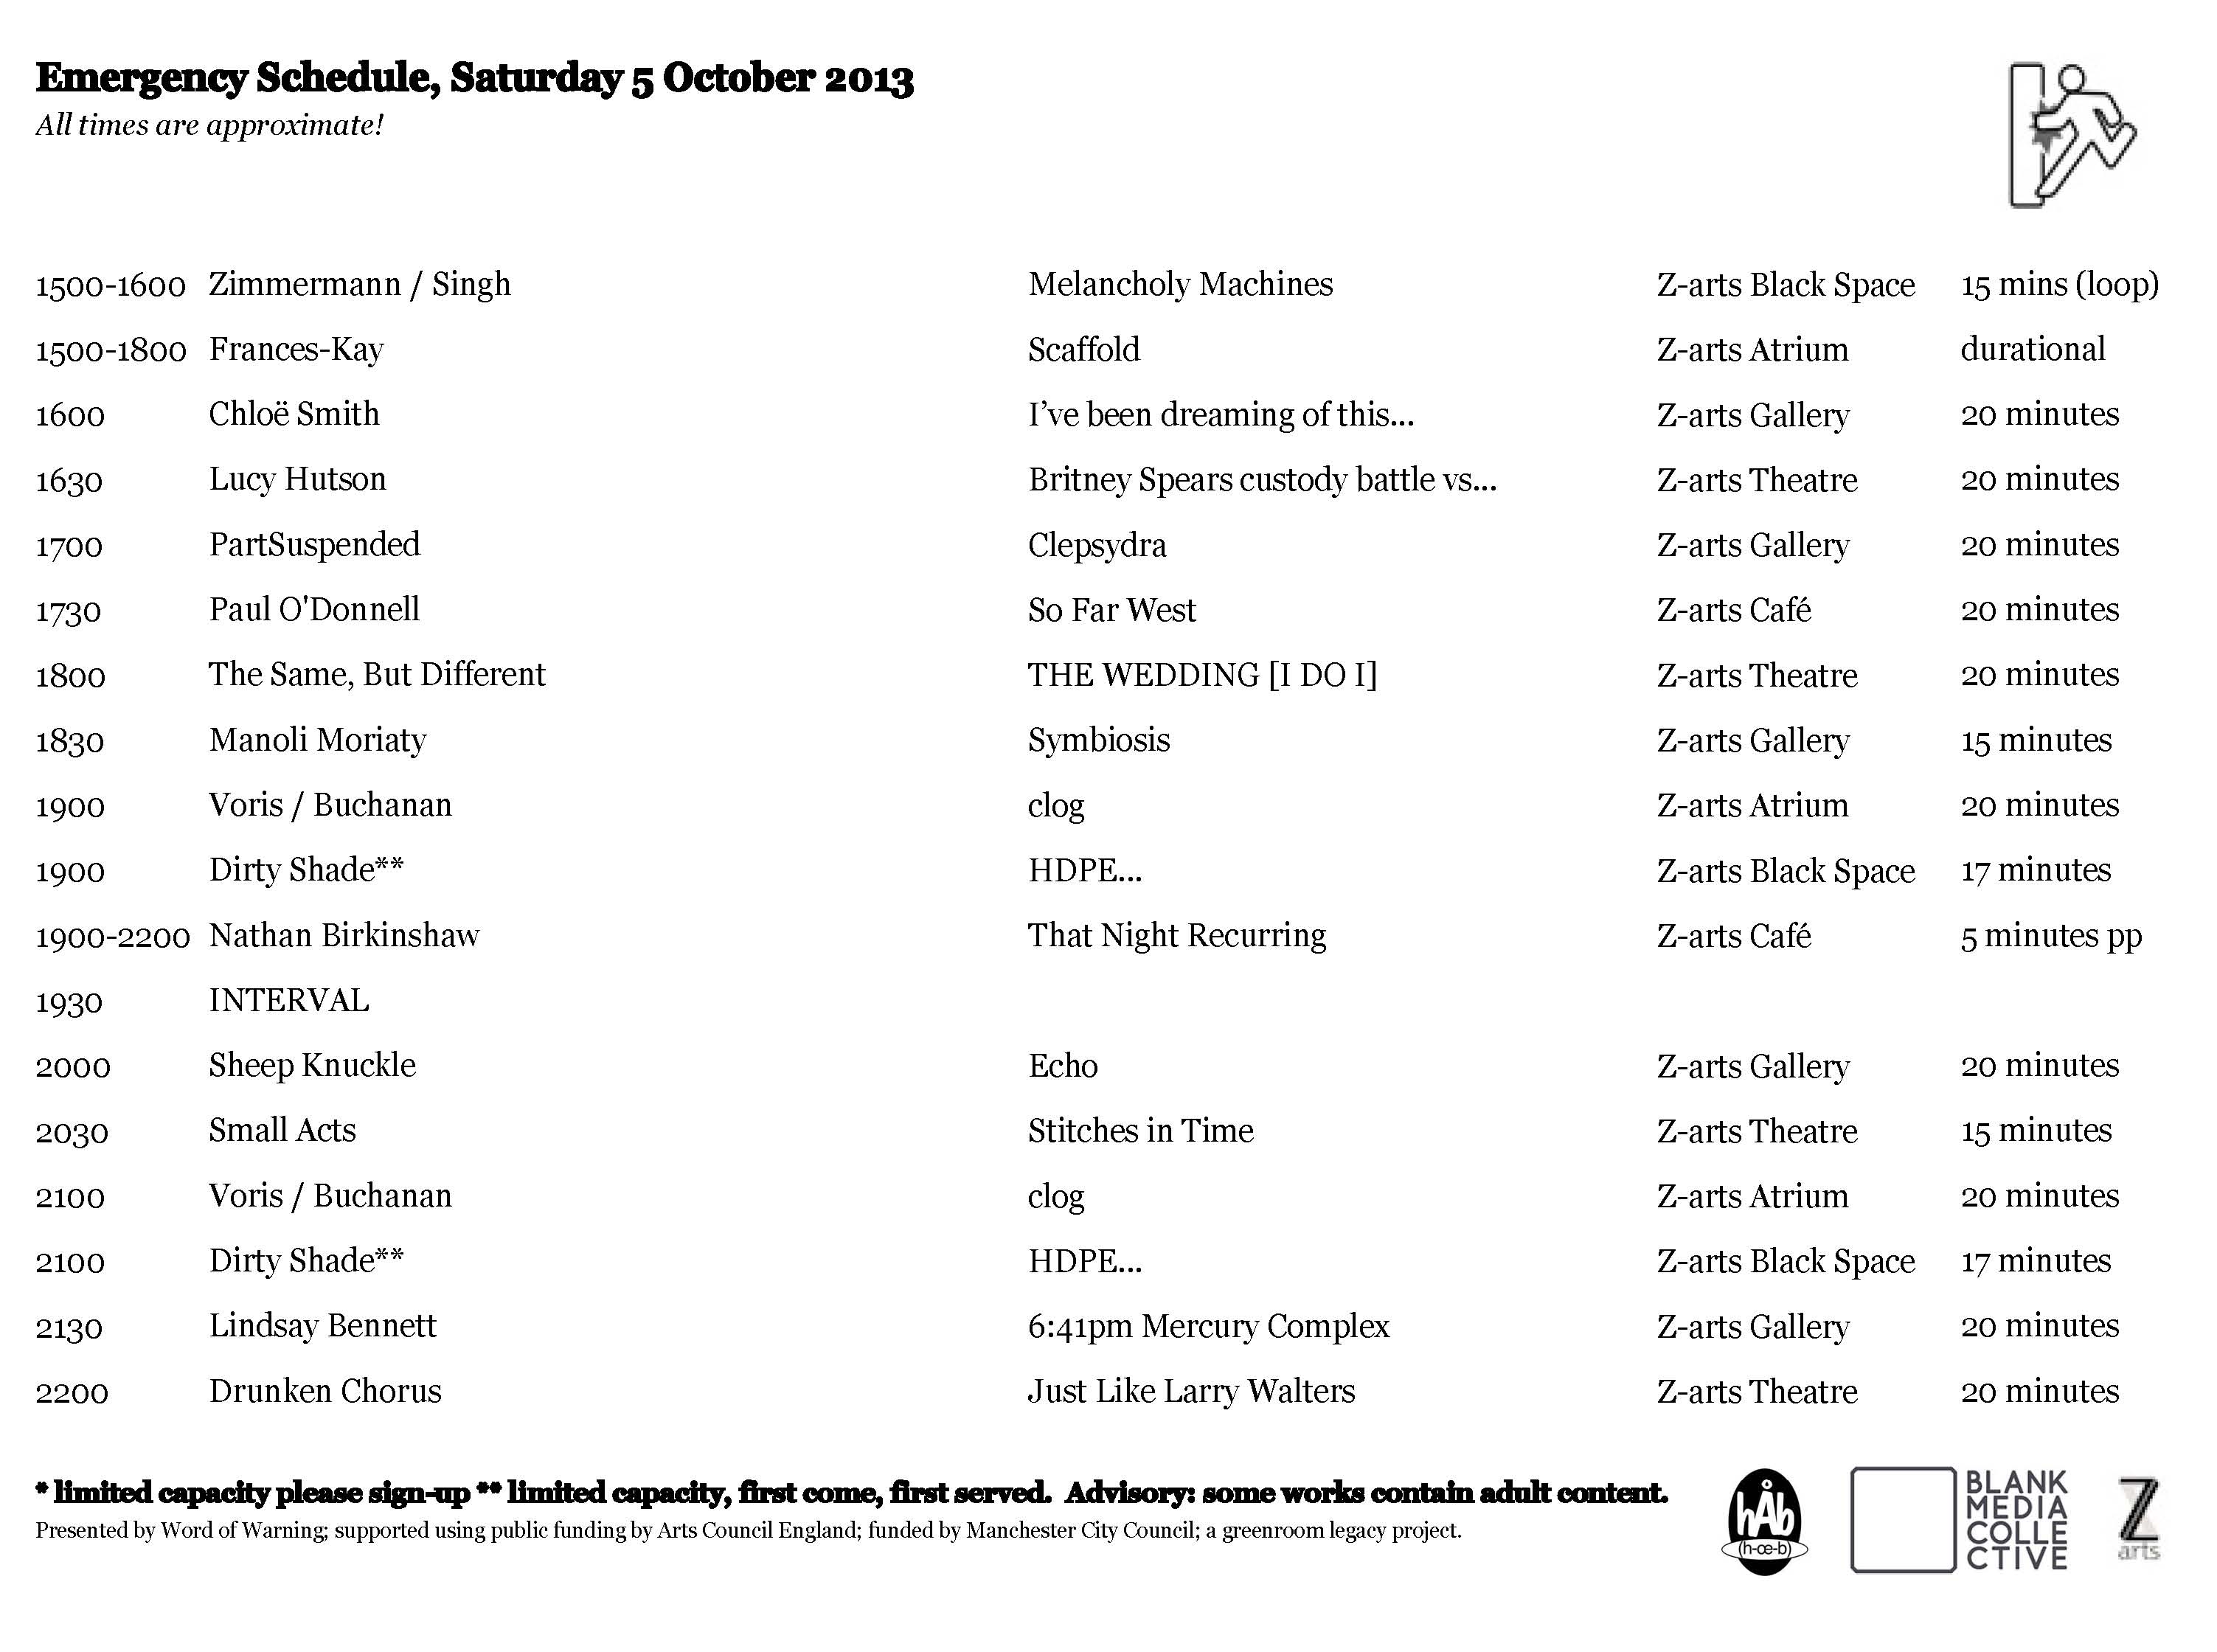 Emergency Schedule, Saturday 5 October 2013
All times are approximate!
1500-1600 Zimmermann / Singh Melancholy Machines Z-arts Black Space 15 mins (loop)
1500-1800 Frances-Kay Scaffold Z-arts Atrium durational
1600 Chloë Smith I've been dreaming of this... Z-arts Gallery 20 minutes
1630 Lucy Hutson Britney Spears custody battle vs... Z-arts Theatre 20 minutes
1700 PartSuspended Clepsydra Z-arts Gallery 20 minutes
1730 Paul O'Donnell So Far West Z-arts Café 20 minutes
1800 The Same, But Different THE WEDDING [I DO I] Z-arts Theatre 20 minutes
1830 Manoli Moriaty Symbiosis Z-arts Gallery 15 minutes
1900 Voris / Buchanan clog Z-arts Atrium 20 minutes
1900 Dirty Shade** HDPE... Z-arts Black Space 17 minutes
1900-2200 Nathan Birkinshaw That Night Recurring Z-arts Café 5 minutes pp
1930 INTERVAL
2000 Sheep Knuckle Echo Z-arts Gallery 20 minutes
2030 Small Acts Stitches in Time Z-arts Theatre 15 minutes
2100 Voris / Buchanan clog Z-arts Atrium 20 minutes
2100 Dirty Shade** HDPE... Z-arts Black Space 17 minutes
2130 Lindsay Bennett 6:41pm Mercury Complex Z-arts Gallery 20 minutes
2200 Drunken Chorus Just Like Larry Walters Z-arts Theatre 20 minutes
* limited capacity please sign-up ** limited capacity, first come, first served. Advisory: some works contain adult content.
Presented by Word of Warning; supported using public funding by Arts Council England; funded by Manchester City Council; a greenroom legacy project.
hÅb
(h-œ-b)
BLANK
MEDIA
COLLE
CTIVE
Z
arts